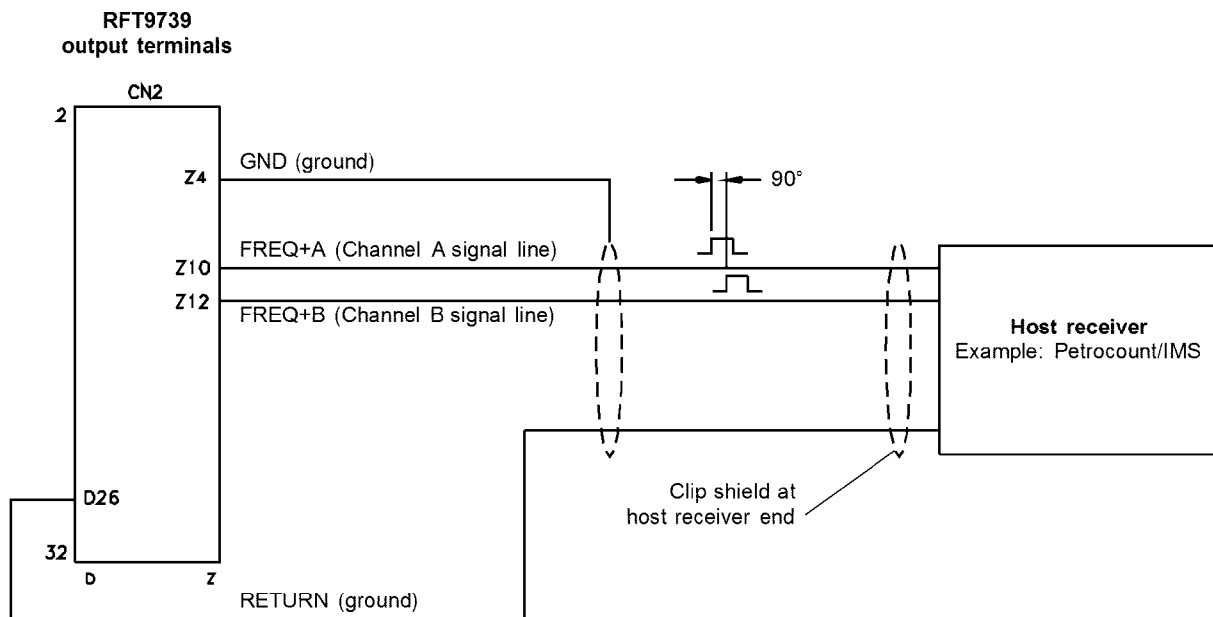 RFT9739
output terminals
CN2
2
GND (ground)
Z4
90°
FREQ+A (Channel A signal line)
Z10
Z12
FREQ+B (Channel B signal line)
Host receiver
Example: Petrocount/IMS
Clip shield at
host receiver end
D26
32
D
Z
RETURN (ground)